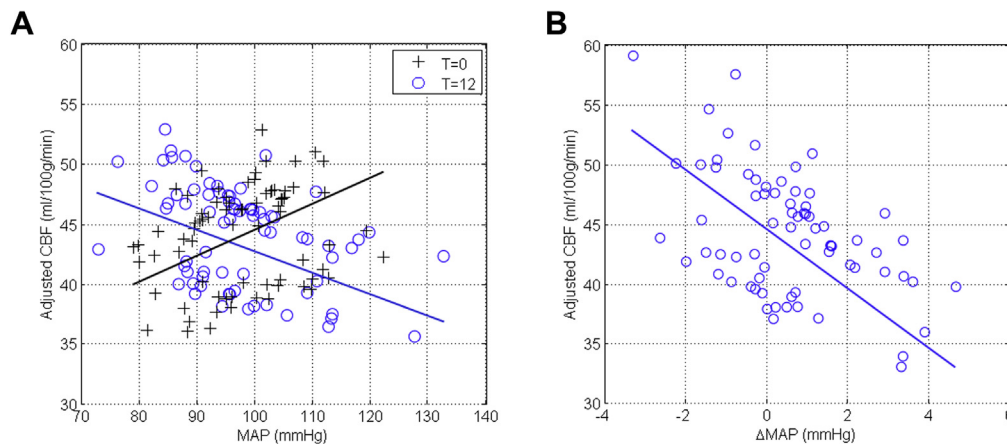 A
60
55
50
45
40
35
30
Adjusted CBF (ml/100g/min)
70 80 90 100 110 120 130 140
MAP (mmHg)
+ T=0
○ T=12
B
60
55
50
45
40
35
30
Adjusted CBF (ml/100g/min)
-4 -2 0 2 4 6
ΔMAP (mmHg)